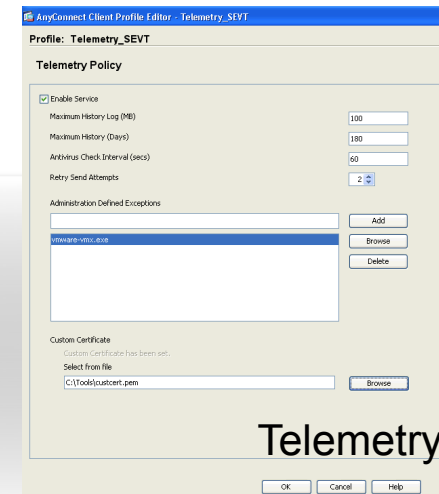 AnyConnect Client Profile Editor - Telemetry_SEVT
Profile: Telemetry_SEVT
Telemetry Policy
Enable Service
Maximum History Log (MB) 100
Maximum History (Days) 180
Antivirus Check Interval (secs) 60
Retry Send Attempts 2
Administration Defined Exceptions
Add
vmware-vmx.exe Browse
Delete
Custom Certificate
Custom Certificate has been set.
Select from file
C:\Tools\custcert.pem Browse
Telemetry
OK Cancel Help